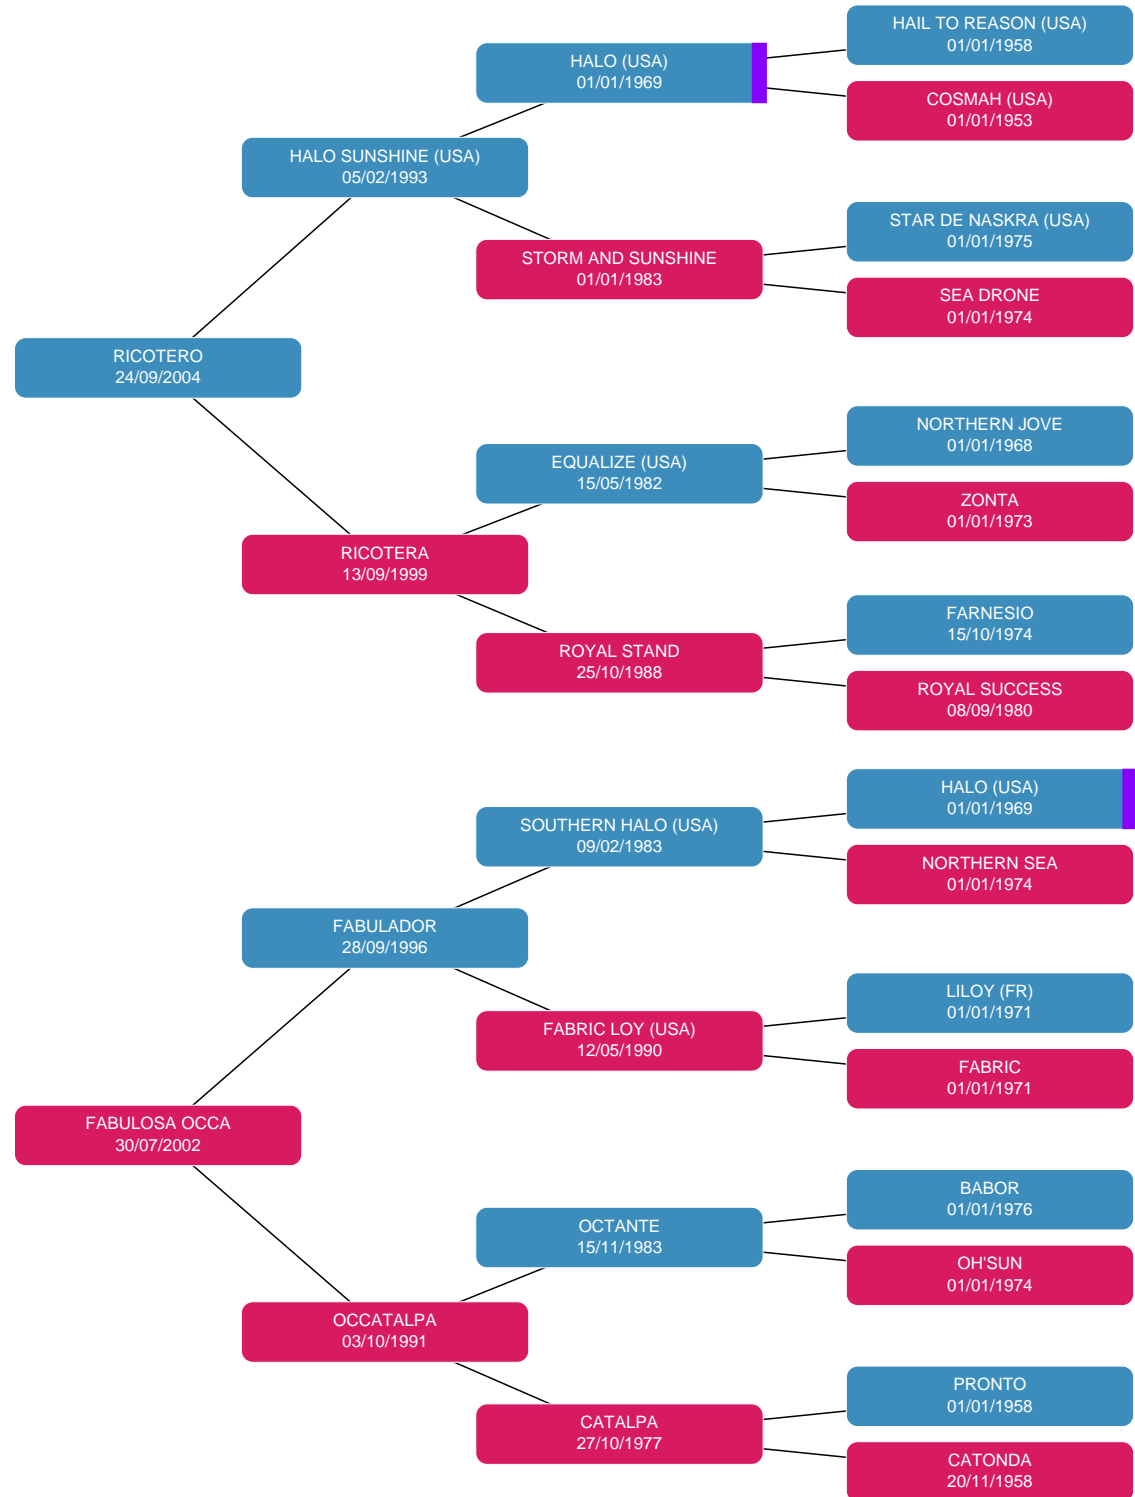 HAIL TO REASON (USA)
01/01/1958
HALO (USA)
01/01/1969
COSMAH (USA)
01/01/1953
HALO SUNSHINE (USA)
05/02/1993
STAR DE NASKRA (USA)
01/01/1975
STORM AND SUNSHINE
01/01/1983
SEA DRONE
01/01/1974
RICOTERO
24/09/2004
NORTHERN JOVE
01/01/1968
EQUALIZE (USA)
15/05/1982
ZONTA
01/01/1973
RICOTERA
13/09/1999
FARNESIO
15/10/1974
ROYAL STAND
25/10/1988
ROYAL SUCCESS
08/09/1980
HALO (USA)
01/01/1969
SOUTHERN HALO (USA)
09/02/1983
NORTHERN SEA
01/01/1974
FABULADOR
28/09/1996
LILOY (FR)
01/01/1971
FABRIC LOY (USA)
12/05/1990
FABRIC
01/01/1971
FABULOSA OCCA
30/07/2002
BABOR
01/01/1976
OCTANTE
15/11/1983
OH'SUN
01/01/1974
OCCATALPA
03/10/1991
PRONTO
01/01/1958
CATALPA
27/10/1977
CATONDA
20/11/1958